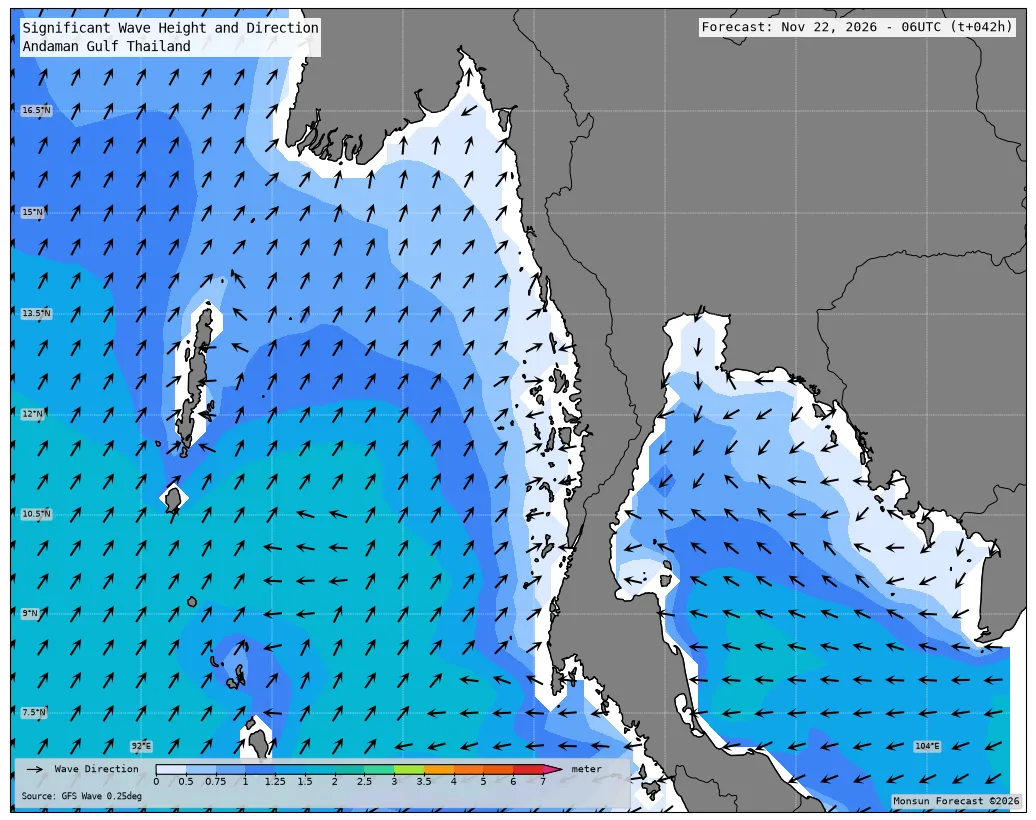 Significant Wave Height and Direction
Andaman Gulf Thailand
Forecast: Nov 22, 2026 - 06UTC (t+042h)
16.5°N
15°N
13.5°N
12°N
10.5°N
9°N
7.5°N
92°E
104°E
Wave Direction
0.5 0.75 1 1.25 1.5 2 2.5 3 3.5 4 5 6 7 meter
Source: GFS Wave 0.25deg
Monsun Forecast ©2026